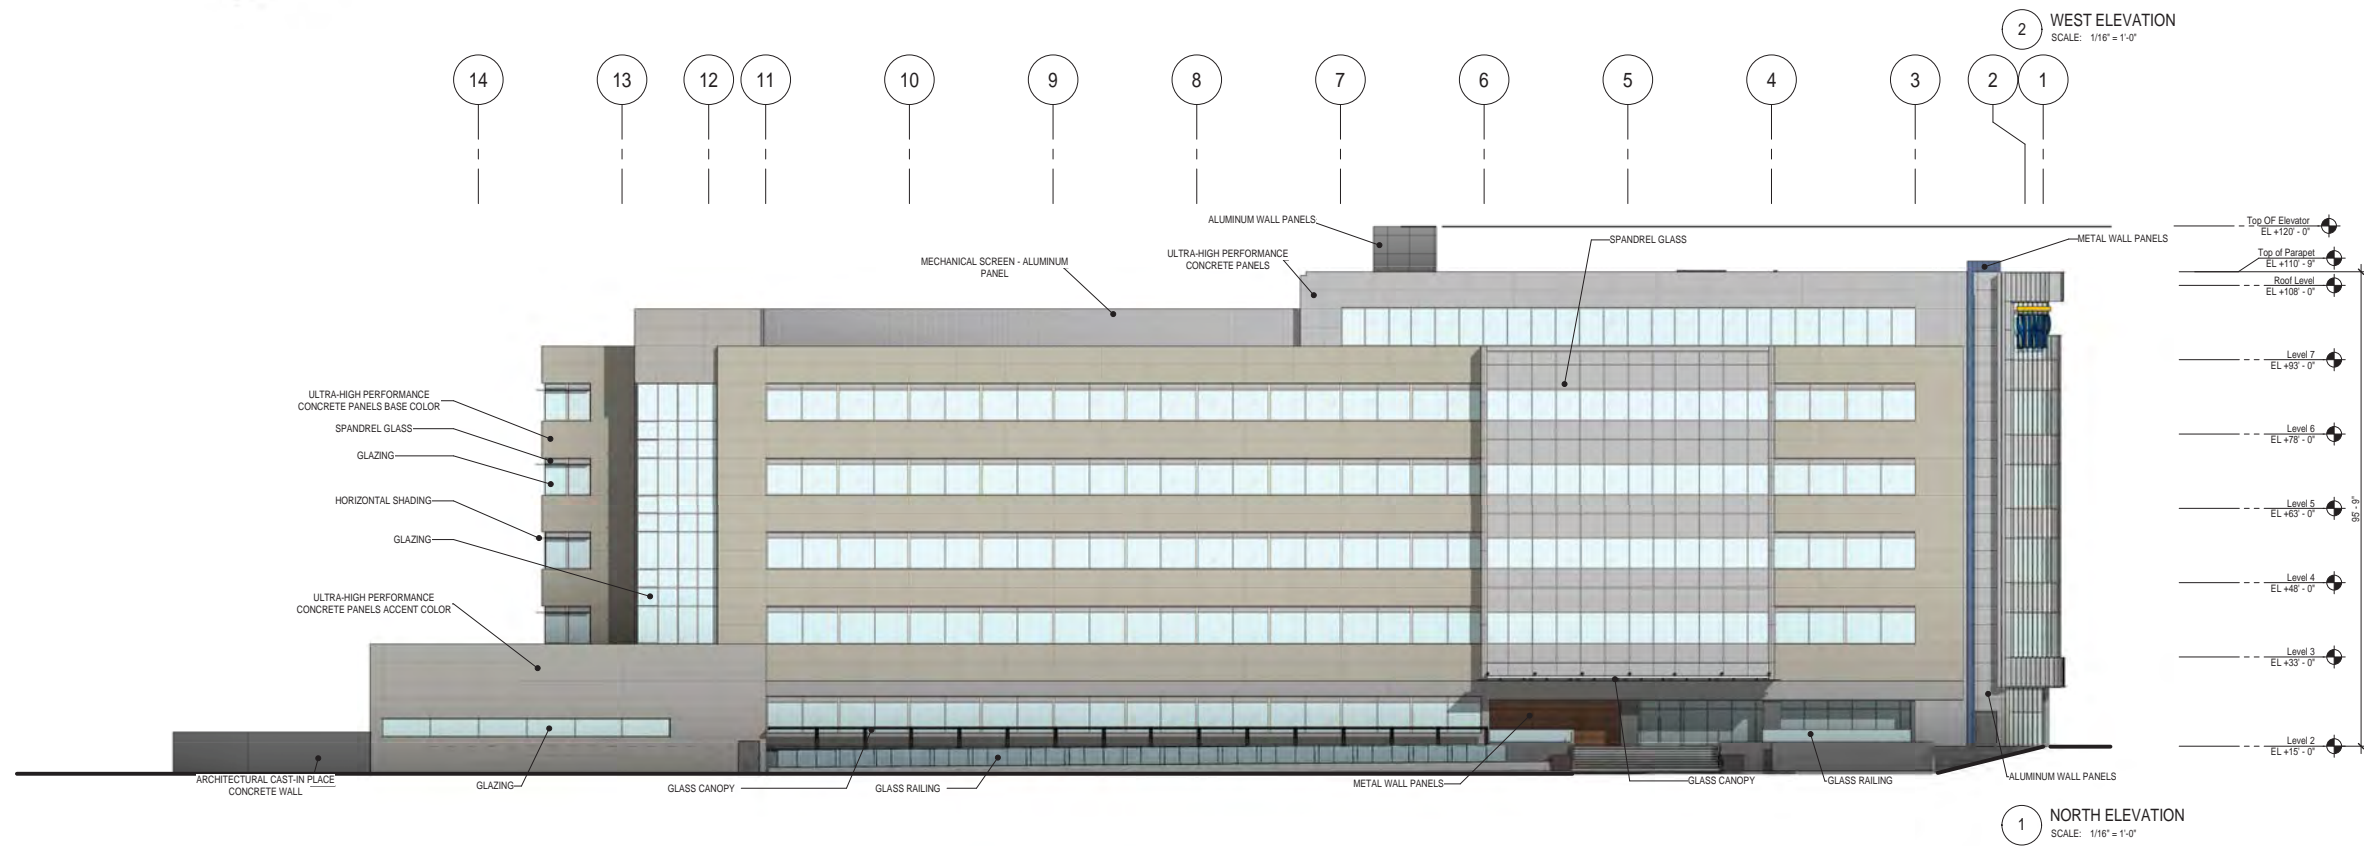 2 WEST ELEVATION
SCALE: 1/16" = 1'-0"
14 13 12 11 10 9 8 7 6 5 4 3 2 1
ALUMINUM WALL PANELS
Top OF Elevator
EL +120' - 0"
SPANDREL GLASS
METAL WALL PANELS
ULTRA-HIGH PERFORMANCE
CONCRETE PANELS
MECHANICAL SCREEN - ALUMINUM
PANEL
Top of Parapet
EL +110' - 9"
Roof Level
EL +108' - 0"
Level 7
EL +93' - 0"
ULTRA-HIGH PERFORMANCE
CONCRETE PANELS BASE COLOR
SPANDREL GLASS
Level 6
EL +78' - 0"
GLAZING
HORIZONTAL SHADING
Level 5
EL +63' - 0"
95' - 9"
GLAZING
Level 4
EL +48' - 0"
ULTRA-HIGH PERFORMANCE
CONCRETE PANELS ACCENT COLOR
Level 3
EL +33' - 0"
Level 2
EL +15' - 0"
ARCHITECTURAL CAST-IN PLACE
CONCRETE WALL
GLAZING
GLASS CANOPY
GLASS RAILING
METAL WALL PANELS
GLASS CANOPY
GLASS RAILING
ALUMINUM WALL PANELS
1 NORTH ELEVATION
SCALE: 1/16" = 1'-0"